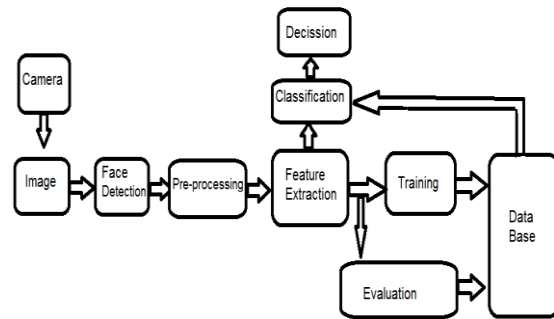 Decission
Camera
Classification
Image
Face
Detection
Pre-processing
Feature
Extraction
Training
Data
Base
Evaluation